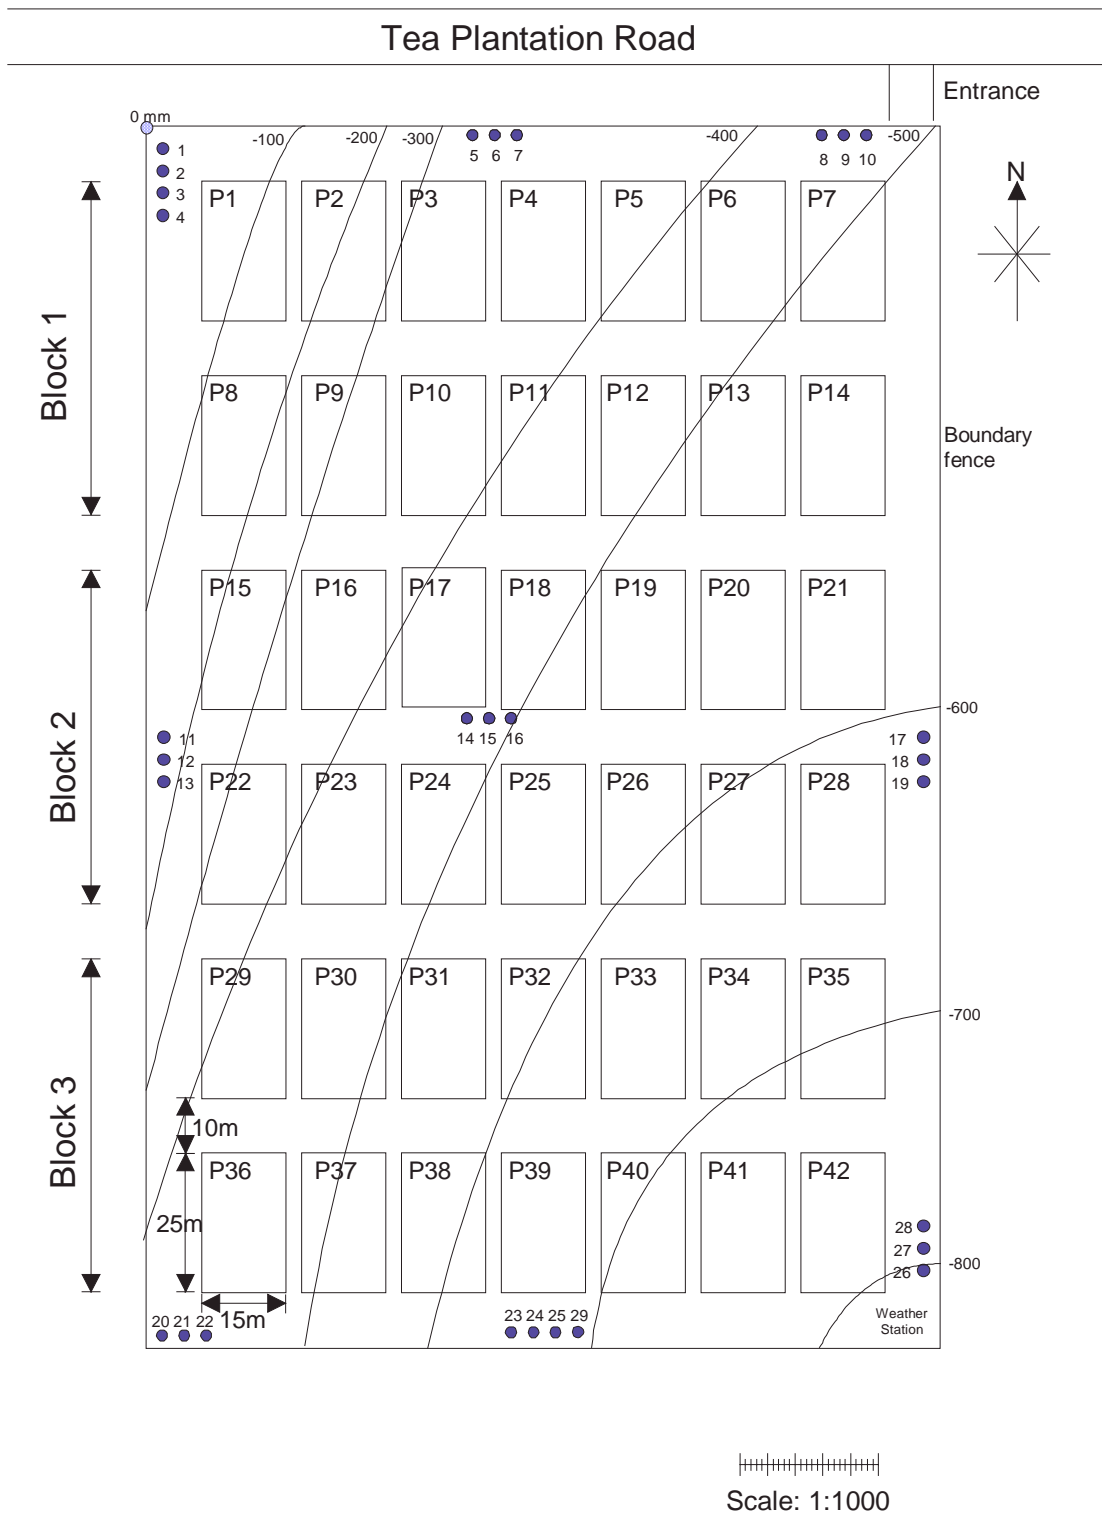 Tea Plantation Road
Entrance
0 mm
-100
-200
-300
-400
-500
1
2
3
4
5 6 7
8 9 10
N
P1 P2 P3 P4 P5 P6 P7
Block 1
P8 P9 P10 P11 P12 P13 P14
Boundary
fence
P15 P16 P17 P18 P19 P20 P21
Block 2
-600
11
12
13
14 15 16
17
18
19
P22 P23 P24 P25 P26 P27 P28
P29 P30 P31 P32 P33 P34 P35
-700
Block 3
10m
P36 P37 P38 P39 P40 P41 P42
25m
28
27
26
-800
15m
20 21 22
23 24 25 29
Weather
Station
Scale: 1:1000